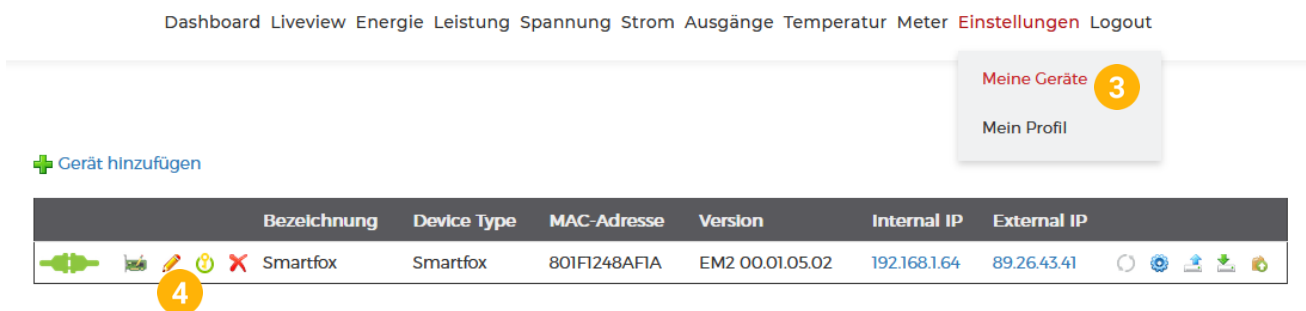 Dashboard Liveview Energie Leistung Spannung Strom Ausgänge Temperatur Meter Einstellungen Logout
Meine Geräte 3
Mein Profil
Gerät hinzufügen
Bezeichnung Device Type MAC-Adresse Version Internal IP External IP
Smartfox Smartfox 801F1248AF1A EM2 00.01.05.02 192.168.1.64 89.26.43.41
4